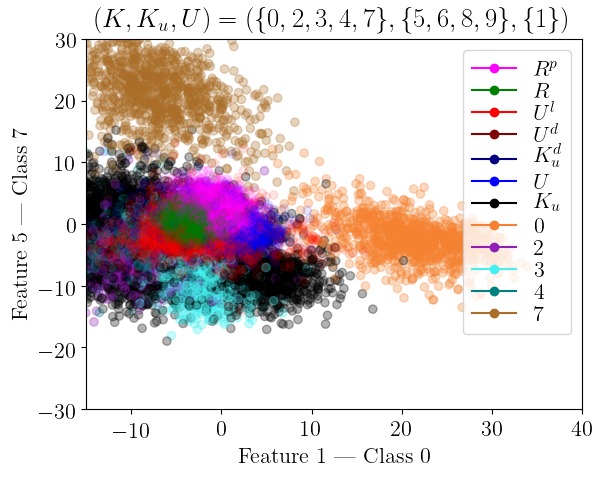 (K, K_u, U) = ({0, 2, 3, 4, 7}, {5, 6, 8, 9}, {1})
30
20
10
0
−10
−20
−30
Feature 5 — Class 7
R^p
R
U^l
U^d
K_u^d
U
K_u
0
2
3
4
7
−10
0
10
20
30
40
Feature 1 — Class 0